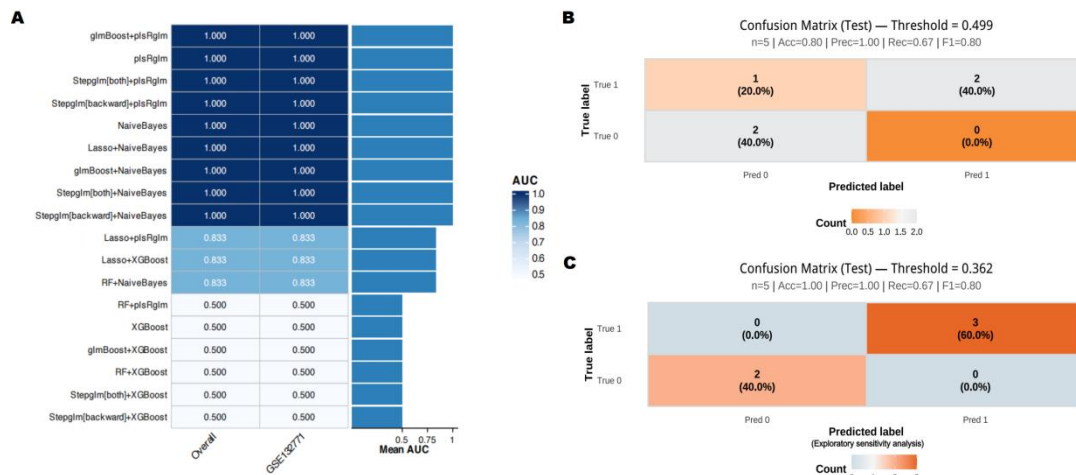 A
glmBoost+plsRglm 1.000 1.000
plsRglm 1.000 1.000
Stepglm[both]+plsRglm 1.000 1.000
Stepglm[backward]+plsRglm 1.000 1.000
NaiveBayes 1.000 1.000
Lasso+NaiveBayes 1.000 1.000
glmBoost+NaiveBayes 1.000 1.000
Stepglm[both]+NaiveBayes 1.000 1.000
Stepglm[backward]+NaiveBayes 1.000 1.000
Lasso+plsRglm 0.833 0.833
Lasso+XGBoost 0.833 0.833
RF+NaiveBayes 0.833 0.833
RF+plsRglm 0.500 0.500
XGBoost 0.500 0.500
glmBoost+XGBoost 0.500 0.500
RF+XGBoost 0.500 0.500
Stepglm[both]+XGBoost 0.500 0.500
Stepglm[backward]+XGBoost 0.500 0.500
Overall
GSE132771
0.5 0.75 1
Mean AUC
AUC
1.0
0.9
0.8
0.7
0.6
0.5
B
Confusion Matrix (Test) — Threshold = 0.499
n=5 | Acc=0.80 | Prec=1.00 | Rec=0.67 | F1=0.80
True label
True 1
1
(20.0%)
2
(40.0%)
True 0
2
(40.0%)
0
(0.0%)
Pred 0
Pred 1
Predicted label
Count
0.0 0.5 1.0 1.5 2.0
C
Confusion Matrix (Test) — Threshold = 0.362
n=5 | Acc=1.00 | Prec=1.00 | Rec=0.67 | F1=0.80
True label
True 1
0
(0.0%)
3
(60.0%)
True 0
2
(40.0%)
0
(0.0%)
Pred 0
Pred 1
Predicted label
(Exploratory sensitivity analysis)
Count